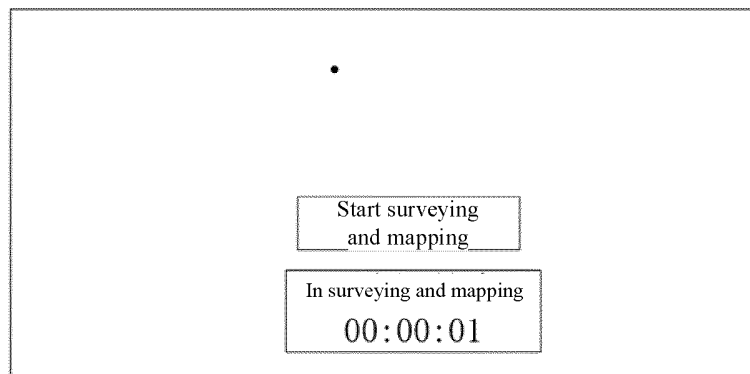 Start surveying
and mapping
In surveying and mapping
00:00:01